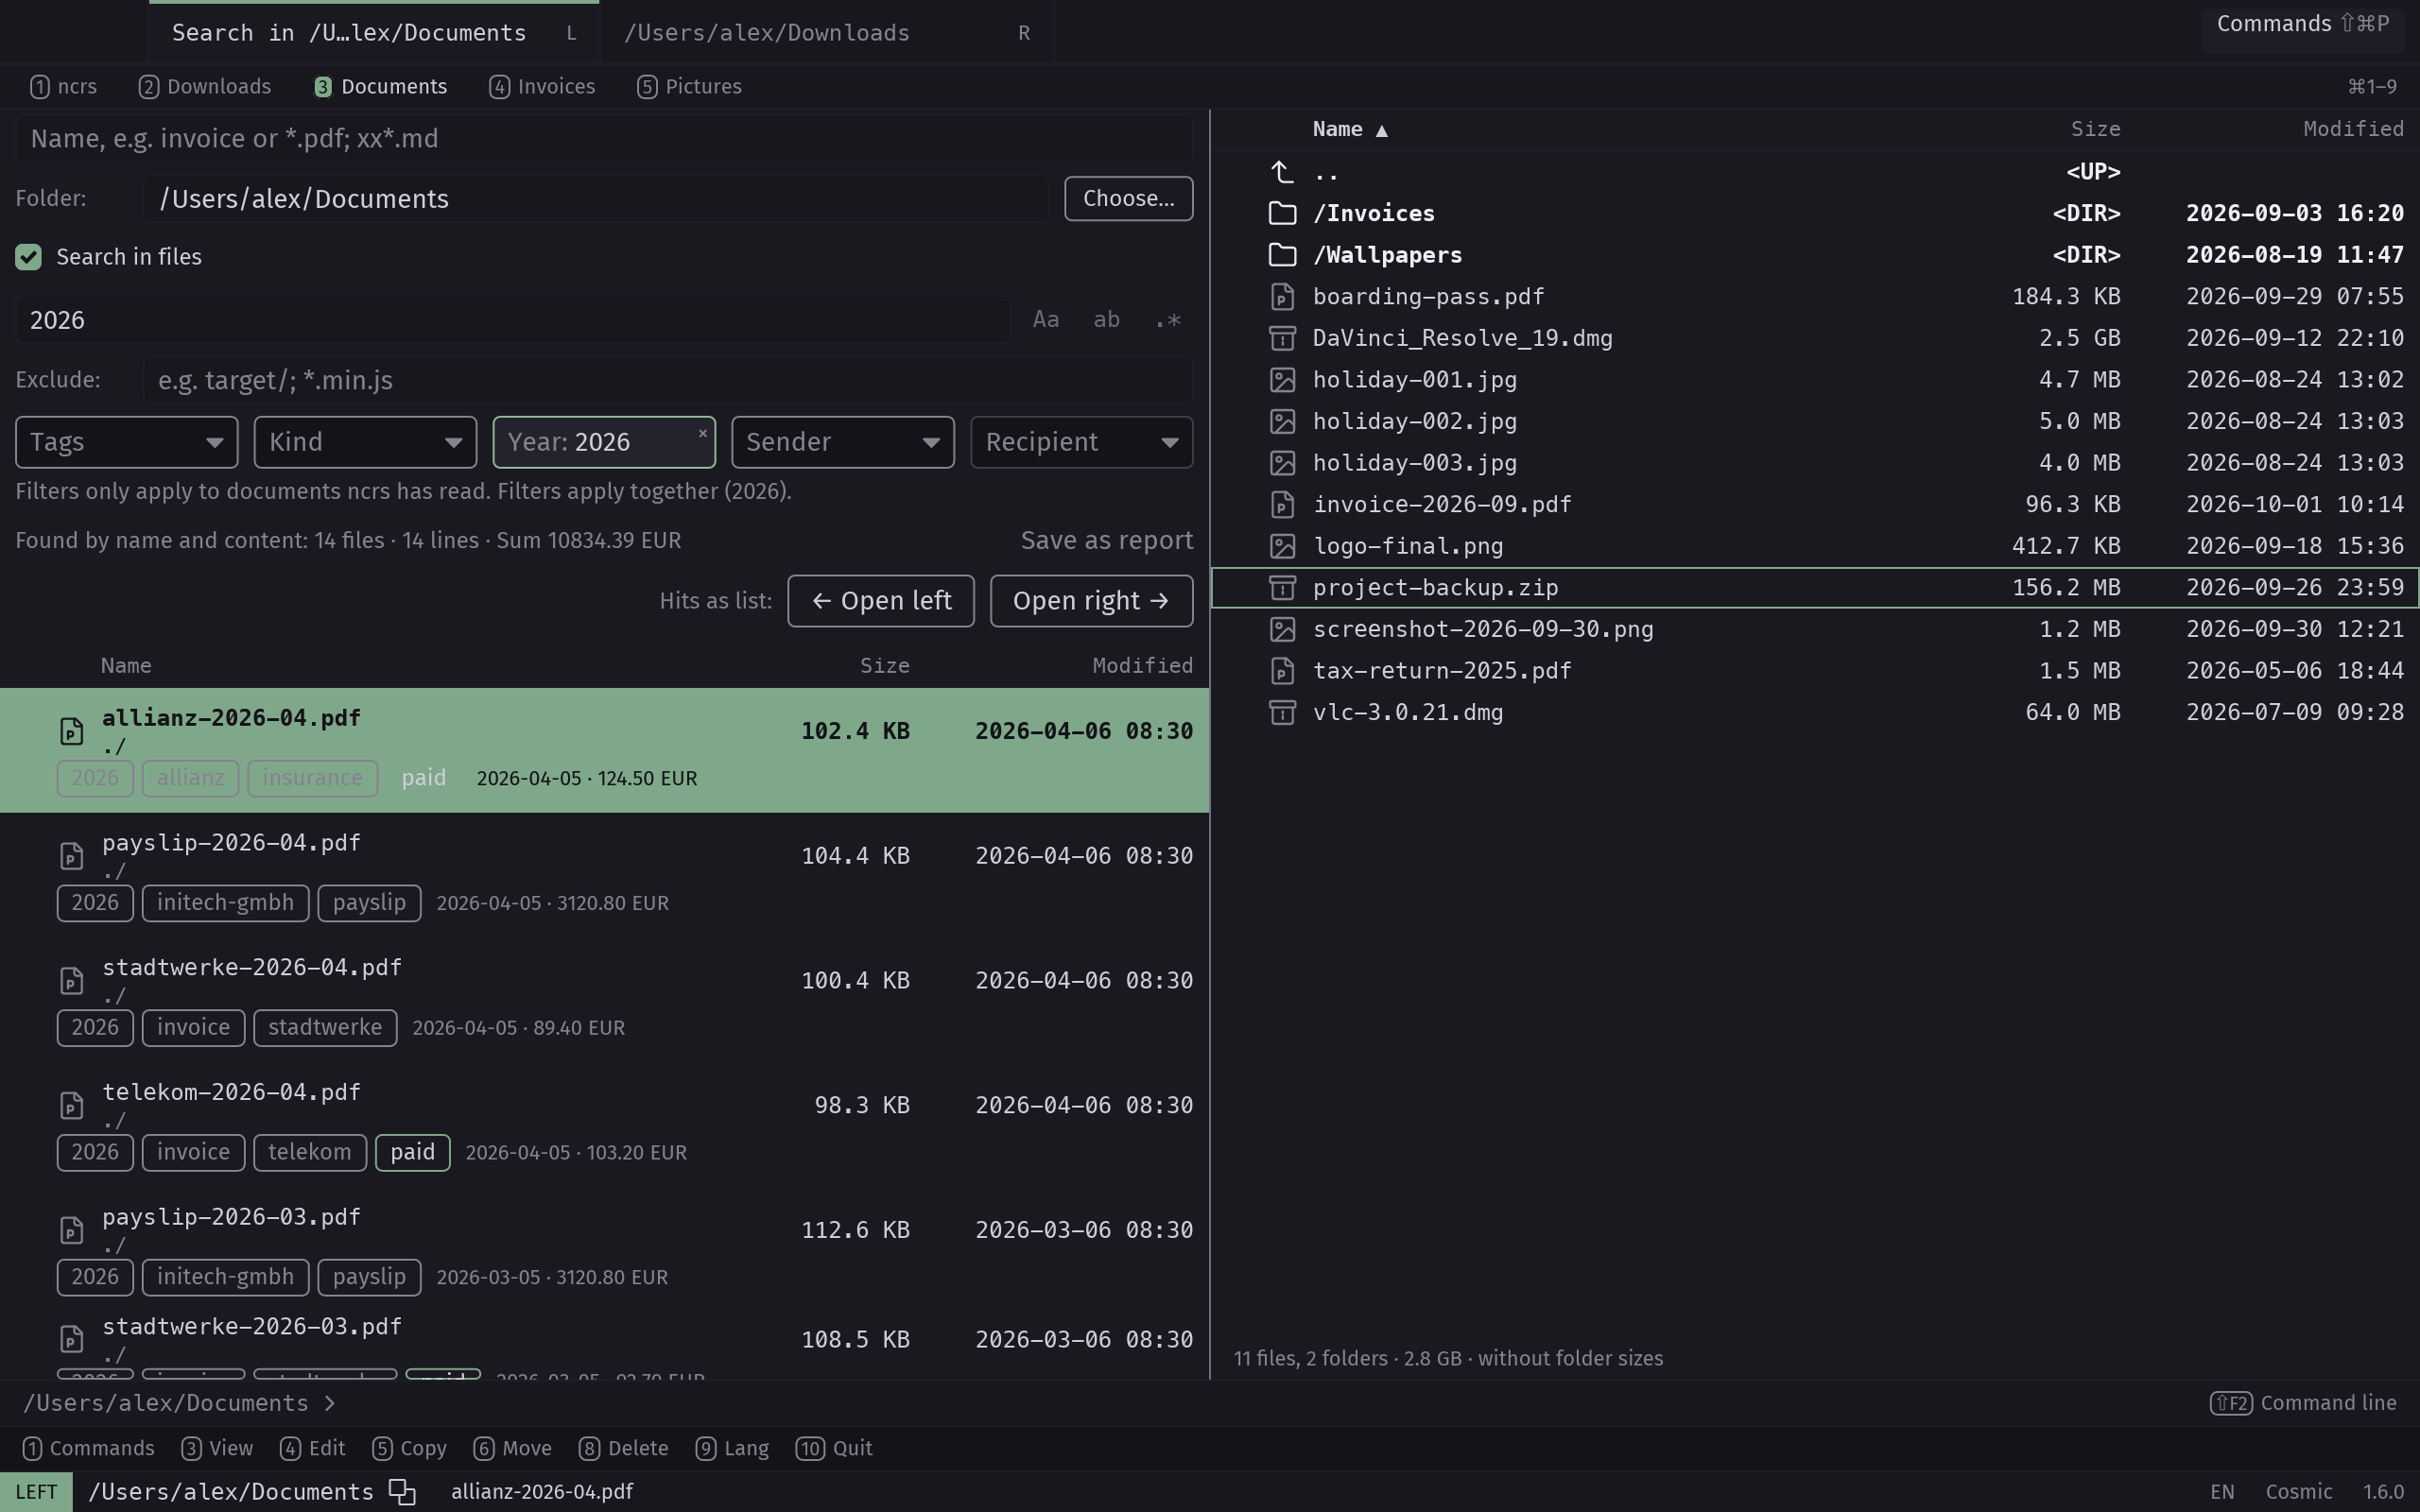 Search in /U…lex/Documents L /Users/alex/Downloads R Commands ⇧⌘P
1 ncrs 2 Downloads 3 Documents 4 Invoices 5 Pictures ⌘1–9
Name, e.g. invoice or *.pdf; xx*.md
Folder: /Users/alex/Documents Choose...
Search in files
2026 Aa ab .*
Exclude: e.g. target/; *.min.js
Tags Kind Year: 2026 × Sender Recipient
Filters only apply to documents ncrs has read. Filters apply together (2026).
Found by name and content: 14 files · 14 lines · Sum 10834.39 EUR Save as report
Hits as list: ← Open left Open right →
Name Size Modified
allianz-2026-04.pdf 102.4 KB 2026-04-06 08:30
./
2026 allianz insurance paid 2026-04-05 · 124.50 EUR
payslip-2026-04.pdf 104.4 KB 2026-04-06 08:30
./
2026 initech-gmbh payslip 2026-04-05 · 3120.80 EUR
stadtwerke-2026-04.pdf 100.4 KB 2026-04-06 08:30
./
2026 invoice stadtwerke 2026-04-05 · 89.40 EUR
telekom-2026-04.pdf 98.3 KB 2026-04-06 08:30
./
2026 invoice telekom paid 2026-04-05 · 103.20 EUR
payslip-2026-03.pdf 112.6 KB 2026-03-06 08:30
./
2026 initech-gmbh payslip 2026-03-05 · 3120.80 EUR
stadtwerke-2026-03.pdf 108.5 KB 2026-03-06 08:30
./
Name ▲ Size Modified
.. <UP>
/Invoices <DIR> 2026-09-03 16:20
/Wallpapers <DIR> 2026-08-19 11:47
boarding-pass.pdf 184.3 KB 2026-09-29 07:55
DaVinci_Resolve_19.dmg 2.5 GB 2026-09-12 22:10
holiday-001.jpg 4.7 MB 2026-08-24 13:02
holiday-002.jpg 5.0 MB 2026-08-24 13:03
holiday-003.jpg 4.0 MB 2026-08-24 13:03
invoice-2026-09.pdf 96.3 KB 2026-10-01 10:14
logo-final.png 412.7 KB 2026-09-18 15:36
project-backup.zip 156.2 MB 2026-09-26 23:59
screenshot-2026-09-30.png 1.2 MB 2026-09-30 12:21
tax-return-2025.pdf 1.5 MB 2026-05-06 18:44
vlc-3.0.21.dmg 64.0 MB 2026-07-09 09:28
11 files, 2 folders · 2.8 GB · without folder sizes
/Users/alex/Documents > ⇧F2 Command line
1 Commands 3 View 4 Edit 5 Copy 6 Move 8 Delete 9 Lang 10 Quit
LEFT /Users/alex/Documents allianz-2026-04.pdf EN Cosmic 1.6.0